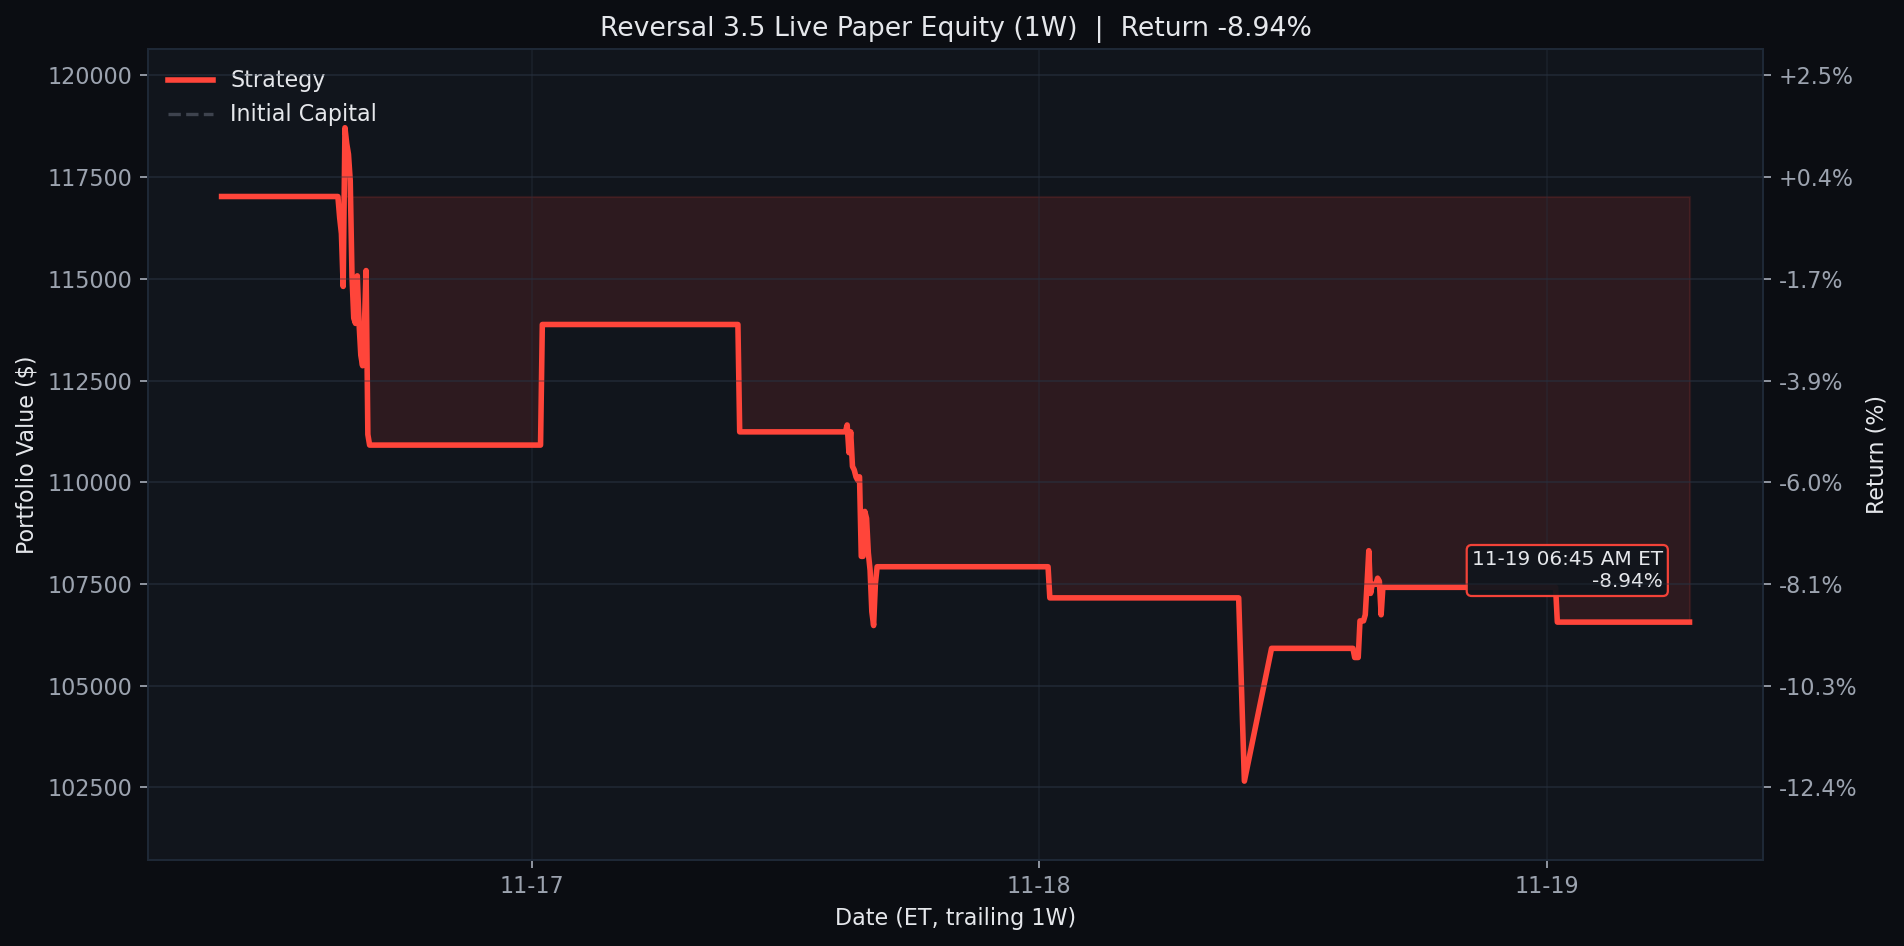 Reversal 3.5 Live Paper Equity (1W)  |  Return -8.94%
Strategy
Initial Capital
120000
117500
115000
112500
110000
107500
105000
102500
Portfolio Value ($)
+2.5%
+0.4%
-1.7%
-3.9%
-6.0%
-8.1%
-10.3%
-12.4%
Return (%)
11-19 06:45 AM ET
-8.94%
11-17
11-18
11-19
Date (ET, trailing 1W)